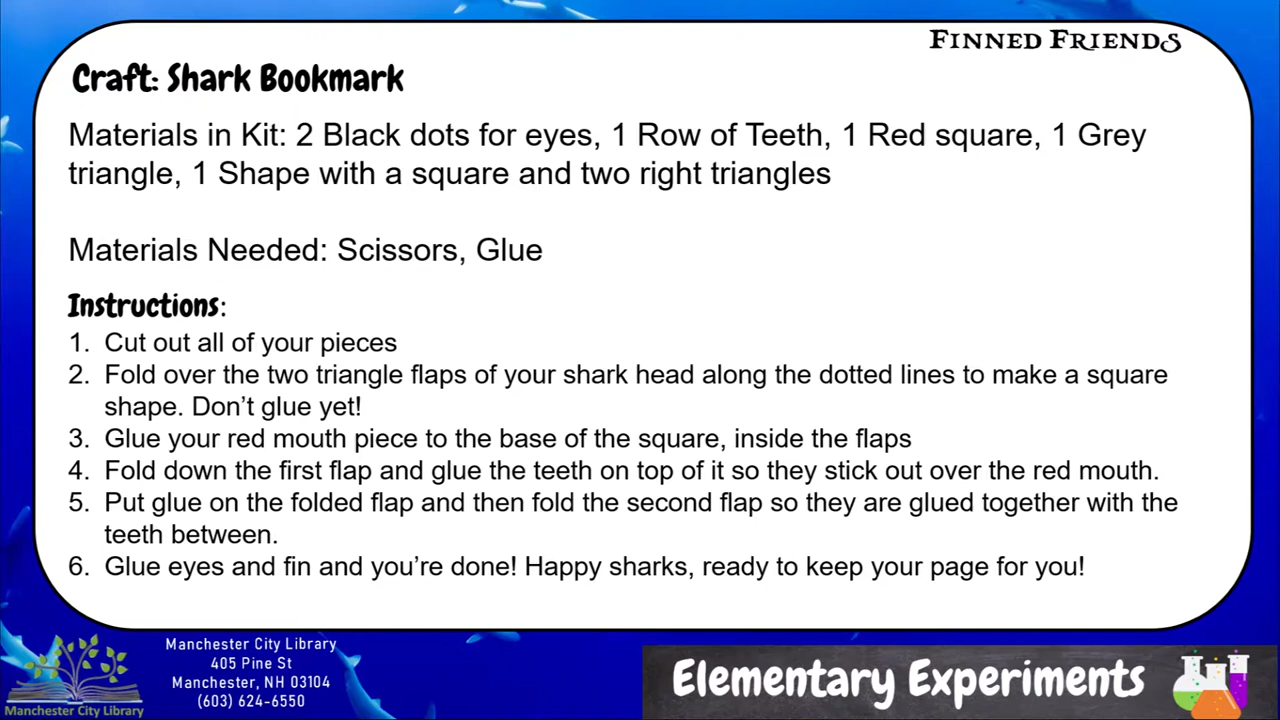 Finned Friends
Craft: Shark Bookmark
Materials in Kit: 2 Black dots for eyes, 1 Row of Teeth, 1 Red square, 1 Grey
triangle, 1 Shape with a square and two right triangles
Materials Needed: Scissors, Glue
Instructions:
1. Cut out all of your pieces
2. Fold over the two triangle flaps of your shark head along the dotted lines to make a square
shape. Don’t glue yet!
3. Glue your red mouth piece to the base of the square, inside the flaps
4. Fold down the first flap and glue the teeth on top of it so they stick out over the red mouth.
5. Put glue on the folded flap and then fold the second flap so they are glued together with the
teeth between.
6. Glue eyes and fin and you’re done! Happy sharks, ready to keep your page for you!
Manchester City Library
405 Pine St
Manchester, NH 03104
(603) 624-6550
Manchester City Library
Elementary Experiments